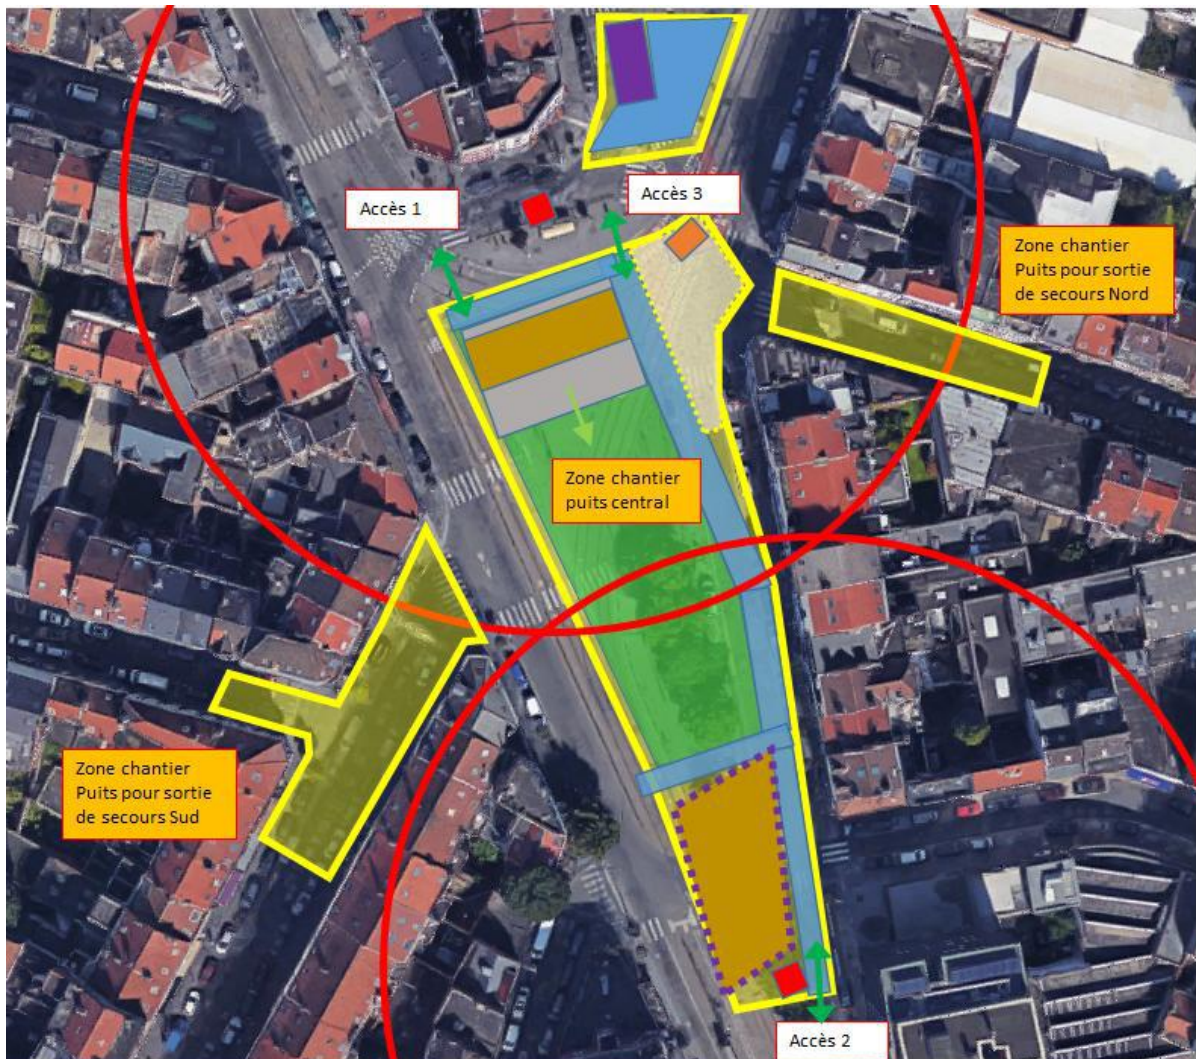 Accès 1
Accès 3
Zone chantier
Puits pour sortie
de secours Nord
Zone chantier
puits central
Zone chantier
Puits pour sortie
de secours Sud
Accès 2